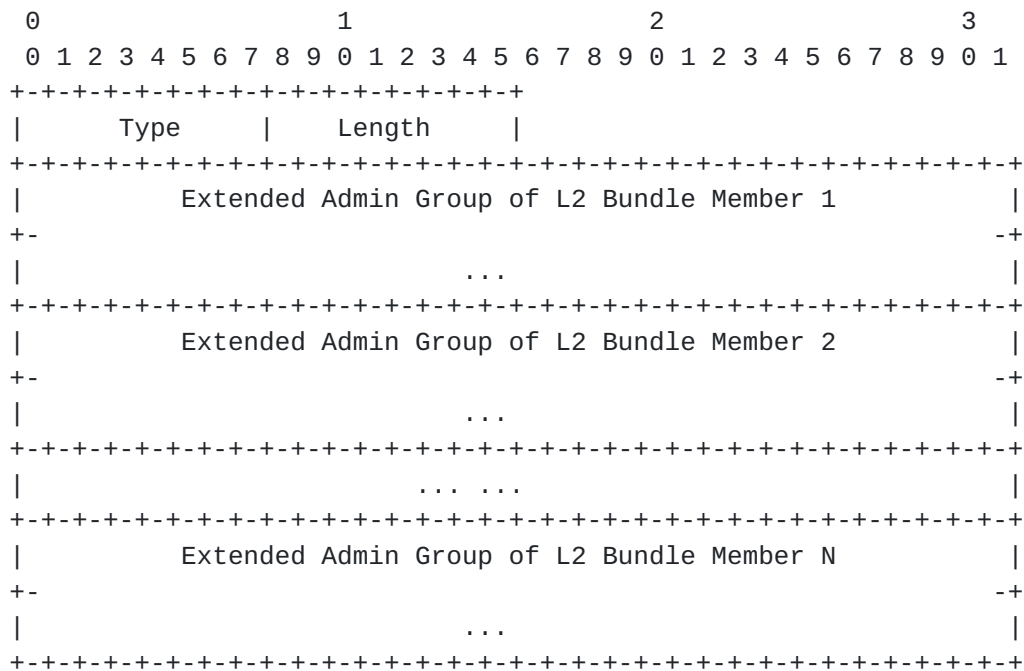 0                   1                   2                   3
 0 1 2 3 4 5 6 7 8 9 0 1 2 3 4 5 6 7 8 9 0 1 2 3 4 5 6 7 8 9 0 1
+-+-+-+-+-+-+-+-+-+-+-+-+-+-+-+-+
|      Type     |    Length     |
+-+-+-+-+-+-+-+-+-+-+-+-+-+-+-+-+-+-+-+-+-+-+-+-+-+-+-+-+-+-+-+-+
|          Extended Admin Group of L2 Bundle Member 1           |
+-                                                             -+
|                            ...                                |
+-+-+-+-+-+-+-+-+-+-+-+-+-+-+-+-+-+-+-+-+-+-+-+-+-+-+-+-+-+-+-+-+
|          Extended Admin Group of L2 Bundle Member 2           |
+-                                                             -+
|                            ...                                |
+-+-+-+-+-+-+-+-+-+-+-+-+-+-+-+-+-+-+-+-+-+-+-+-+-+-+-+-+-+-+-+-+
|                         ... ...                               |
+-+-+-+-+-+-+-+-+-+-+-+-+-+-+-+-+-+-+-+-+-+-+-+-+-+-+-+-+-+-+-+-+
|          Extended Admin Group of L2 Bundle Member N           |
+-                                                             -+
|                            ...                                |
+-+-+-+-+-+-+-+-+-+-+-+-+-+-+-+-+-+-+-+-+-+-+-+-+-+-+-+-+-+-+-+-+